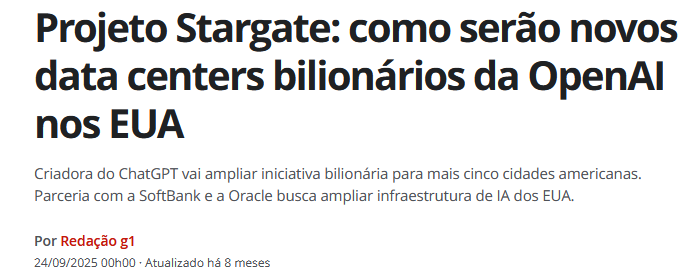 Projeto Stargate: como serão novos
data centers bilionários da OpenAI
nos EUA
Criadora do ChatGPT vai ampliar iniciativa bilionária para mais cinco cidades americanas.
Parceria com a SoftBank e a Oracle busca ampliar infraestrutura de IA dos EUA.
Por Redação g1
24/09/2025 00h00 · Atualizado há 8 meses